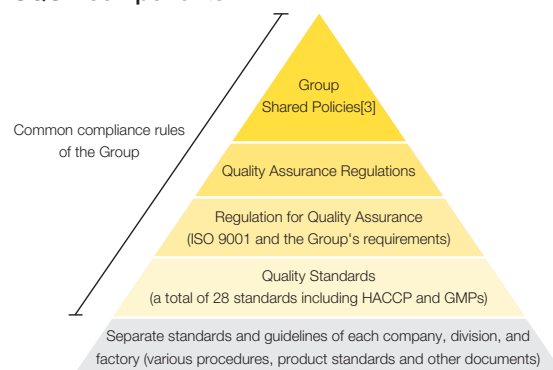 Group
Shared Policies[3]
Common compliance rules
of the Group
Quality Assurance Regulations
Regulation for Quality Assurance
(ISO 9001 and the Group's requirements)
Quality Standards
(a total of 28 standards including HACCP and GMPs)
Separate standards and guidelines of each company, division, and
factory (various procedures, product standards and other documents)